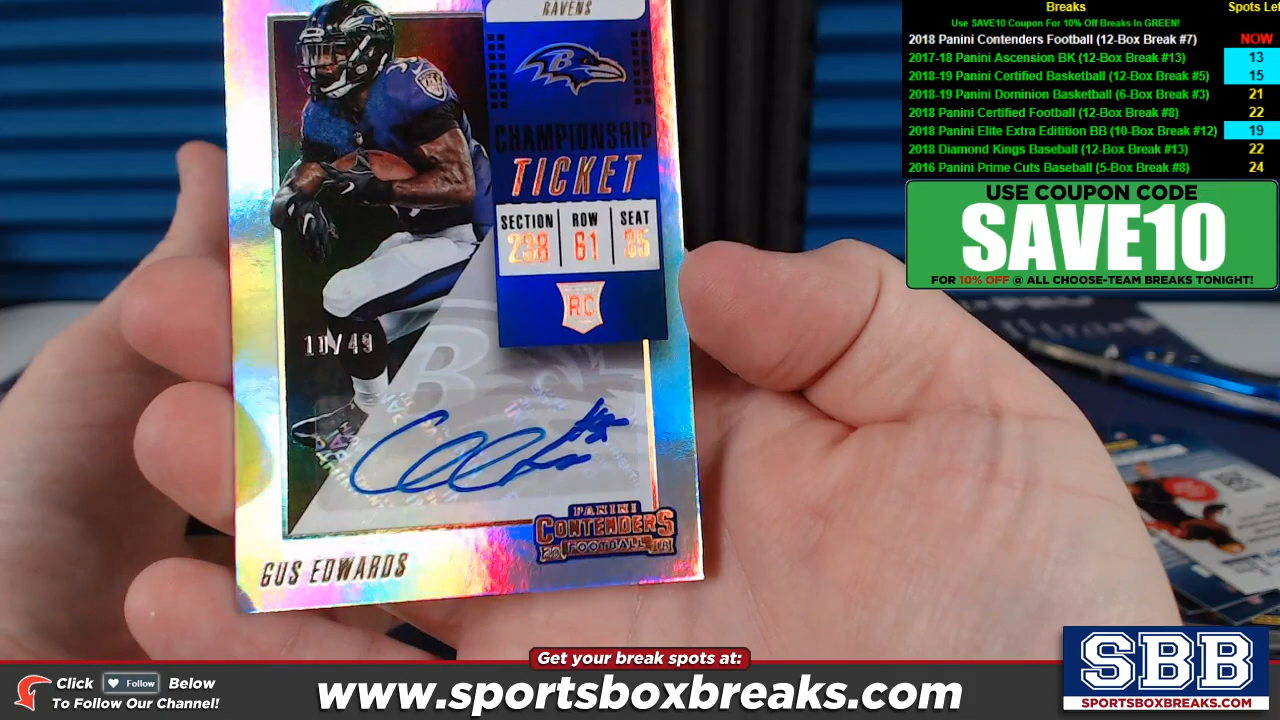 RAVENS
CHAMPIONSHIP
TICKET
SECTION ROW SEAT
238 61 35
RC
10/49
PANINI
CONTENDERS
FOOTBALL
GUS EDWARDS
Breaks Spots Lef
Use SAVE10 Coupon For 10% Off Breaks In GREEN!
2018 Panini Contenders Football (12-Box Break #7) NOW
2017-18 Panini Ascension BK (12-Box Break #13) 13
2018-19 Panini Certified Basketball (12-Box Break #5) 15
2018-19 Panini Dominion Basketball (6-Box Break #3) 21
2018 Panini Certified Football (12-Box Break #8) 22
2018 Panini Elite Extra Edition BB (10-Box Break #12) 19
2018 Diamond Kings Baseball (12-Box Break #13) 22
2016 Panini Prime Cuts Baseball (5-Box Break #8) 24
USE COUPON CODE
SAVE10
FOR 10% OFF @ ALL CHOOSE-TEAM BREAKS TONIGHT!
Get your break spots at:
Click Follow Below
To Follow Our Channel!
www.sportsboxbreaks.com
SBB
SPORTSBOXBREAKS.COM